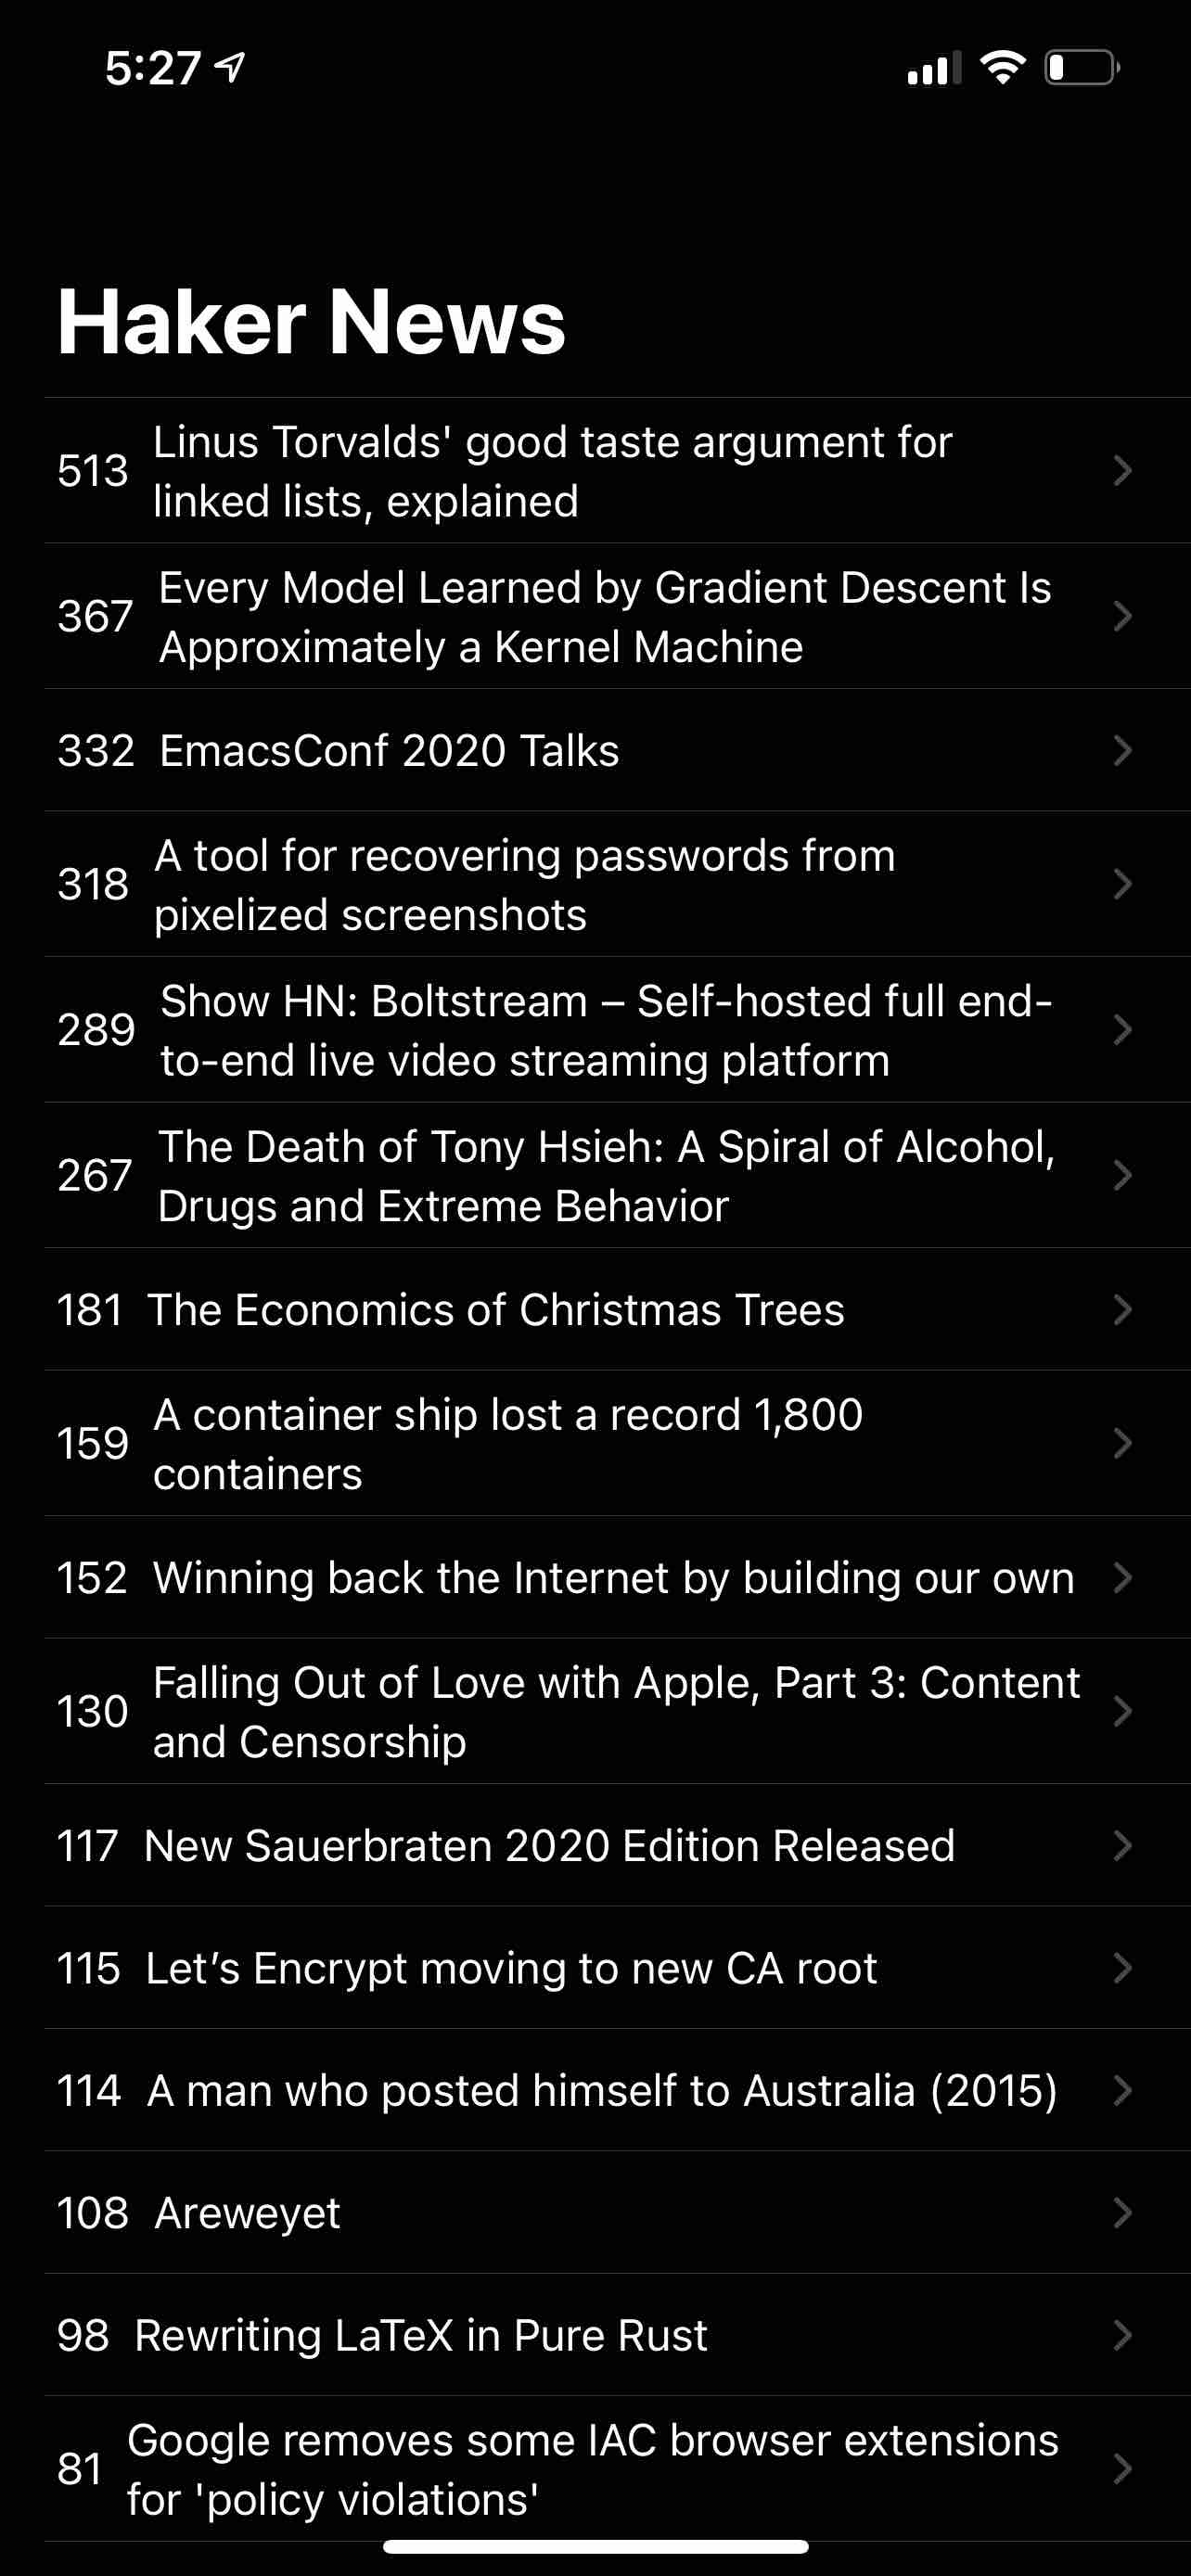 5:27
Haker News
513
Linus Torvalds' good taste argument for
linked lists, explained
367
Every Model Learned by Gradient Descent Is
Approximately a Kernel Machine
332 EmacsConf 2020 Talks
318
A tool for recovering passwords from
pixelized screenshots
289
Show HN: Boltstream – Self-hosted full end-
to-end live video streaming platform
267
The Death of Tony Hsieh: A Spiral of Alcohol,
Drugs and Extreme Behavior
181 The Economics of Christmas Trees
159
A container ship lost a record 1,800
containers
152 Winning back the Internet by building our own
130
Falling Out of Love with Apple, Part 3: Content
and Censorship
117 New Sauerbraten 2020 Edition Released
115 Let’s Encrypt moving to new CA root
114 A man who posted himself to Australia (2015)
108 Areweyet
98 Rewriting LaTeX in Pure Rust
81
Google removes some IAC browser extensions
for 'policy violations'